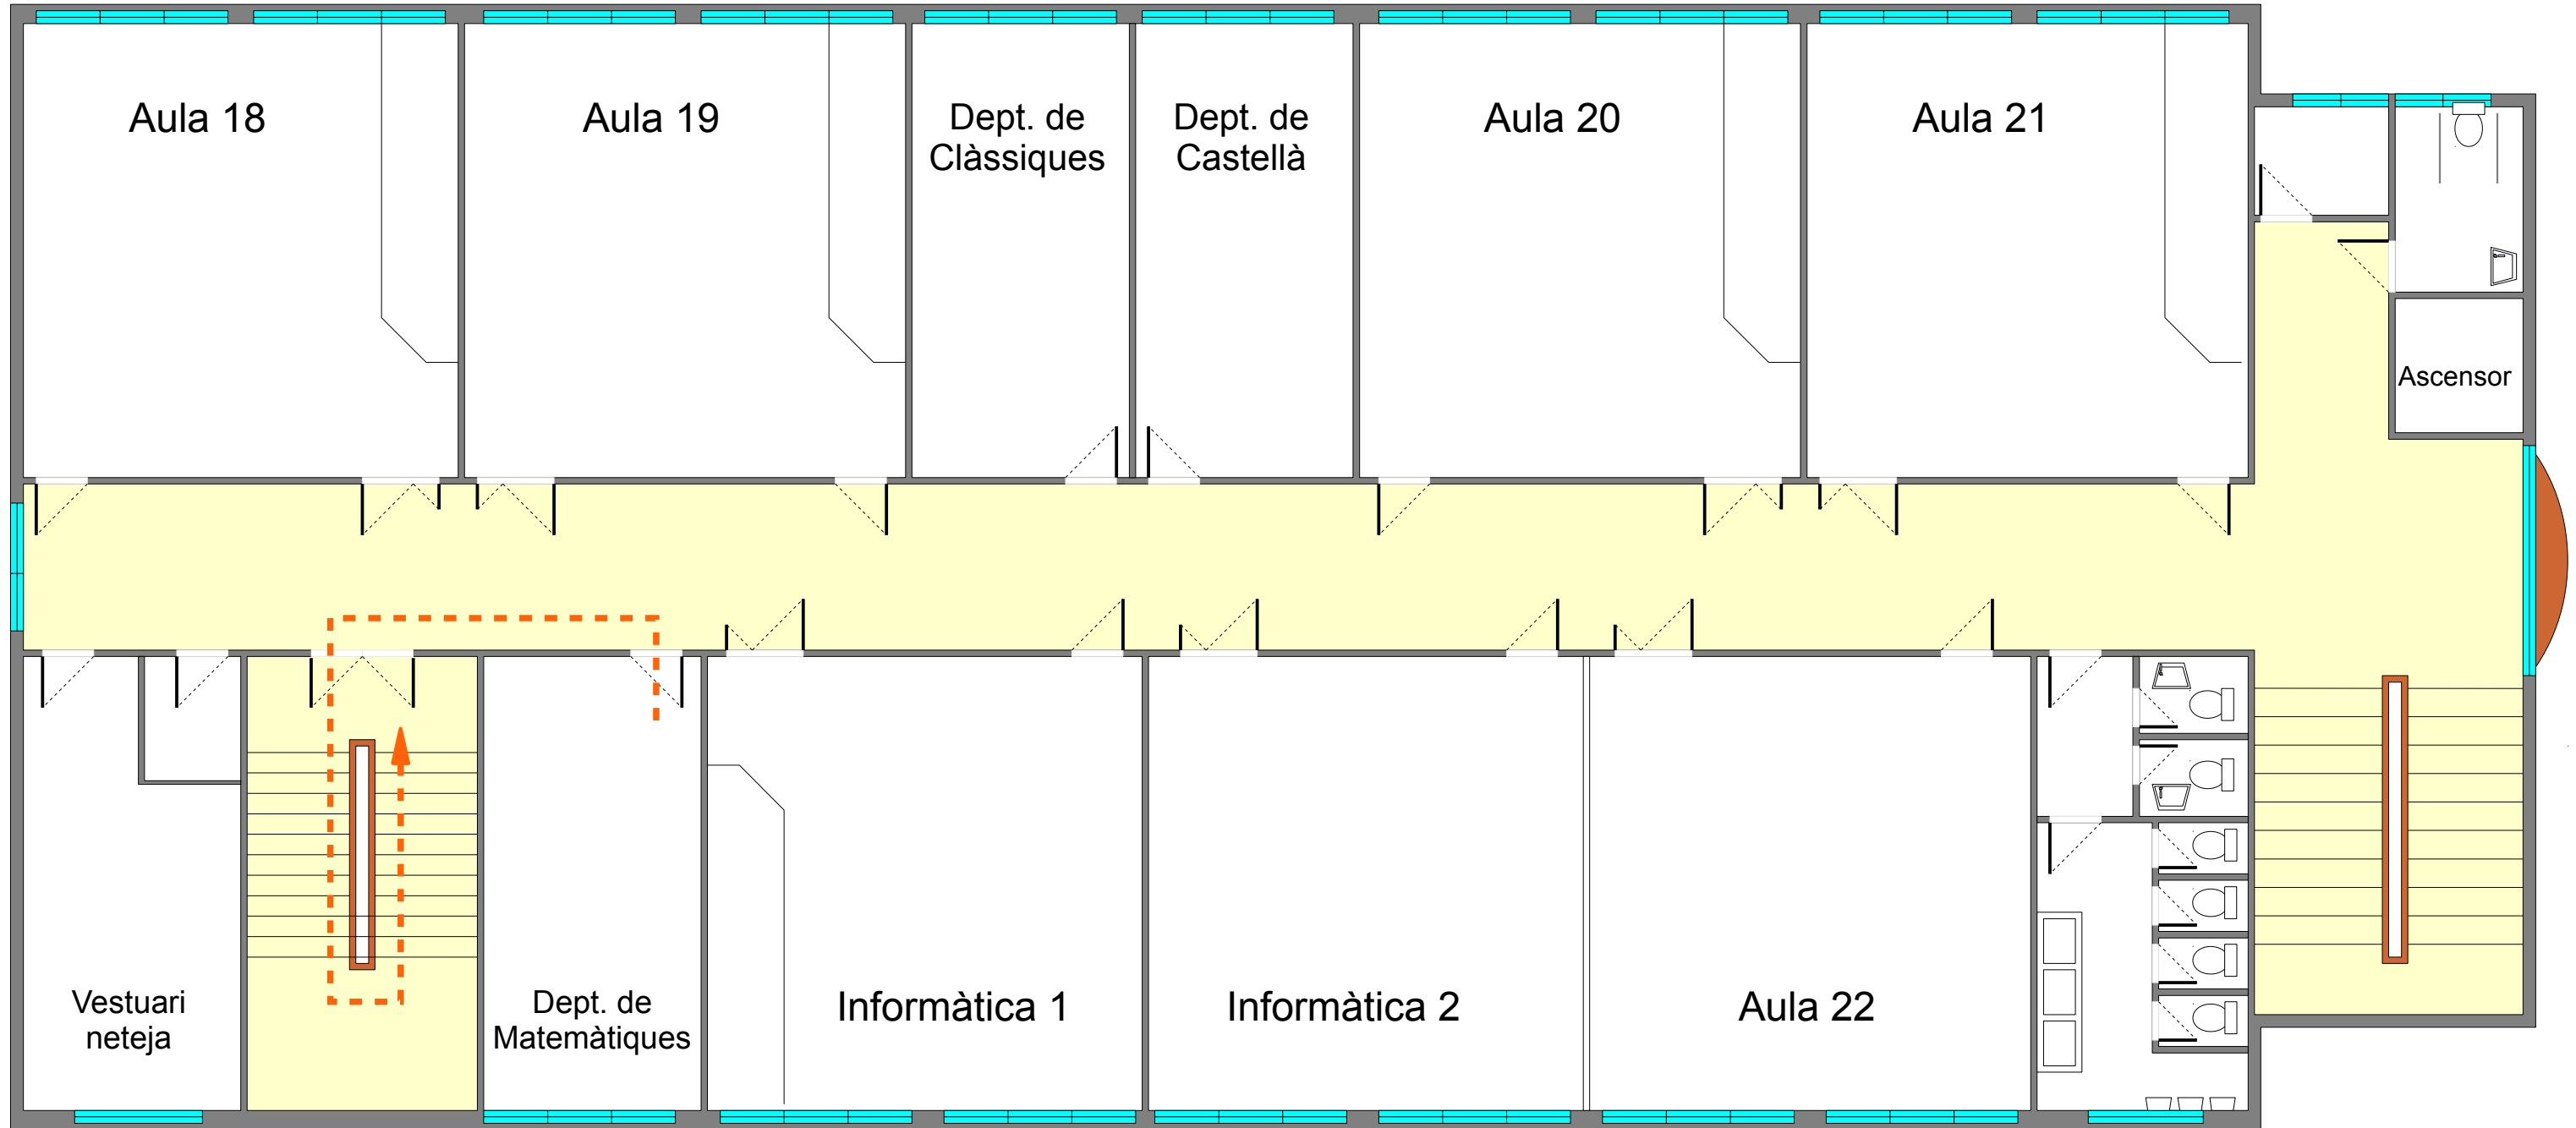 Aula 18
Aula 19
Dept. de
Clàssiques
Dept. de
Castellà
Aula 20
Aula 21
Ascensor
Vestuari
neteja
Dept. de
Matemàtiques
Informàtica 1
Informàtica 2
Aula 22